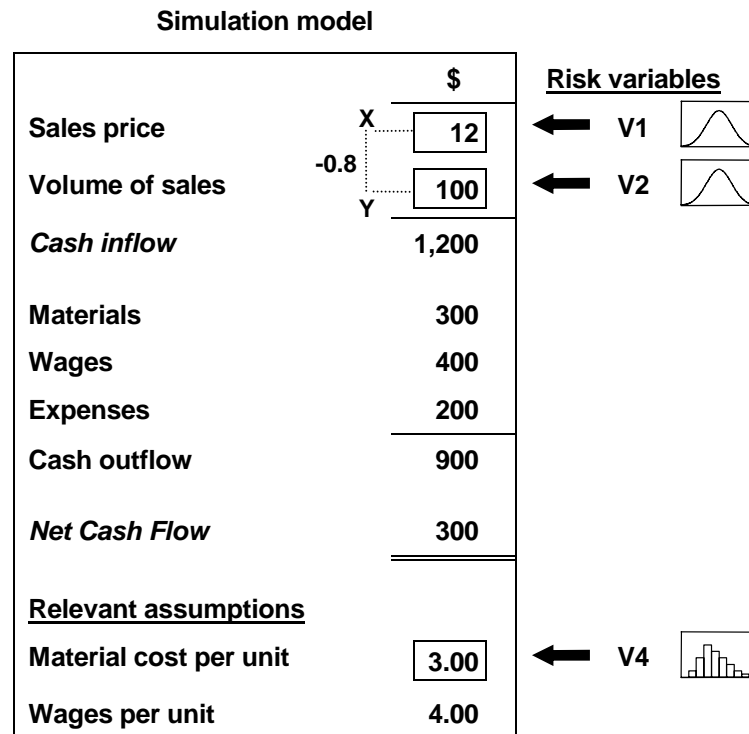 Simulation model
$ Risk variables
Sales price X 12 V1
-0.8
Volume of sales Y 100 V2
Cash inflow 1,200
Materials 300
Wages 400
Expenses 200
Cash outflow 900
Net Cash Flow 300
Relevant assumptions
Material cost per unit 3.00 V4
Wages per unit 4.00